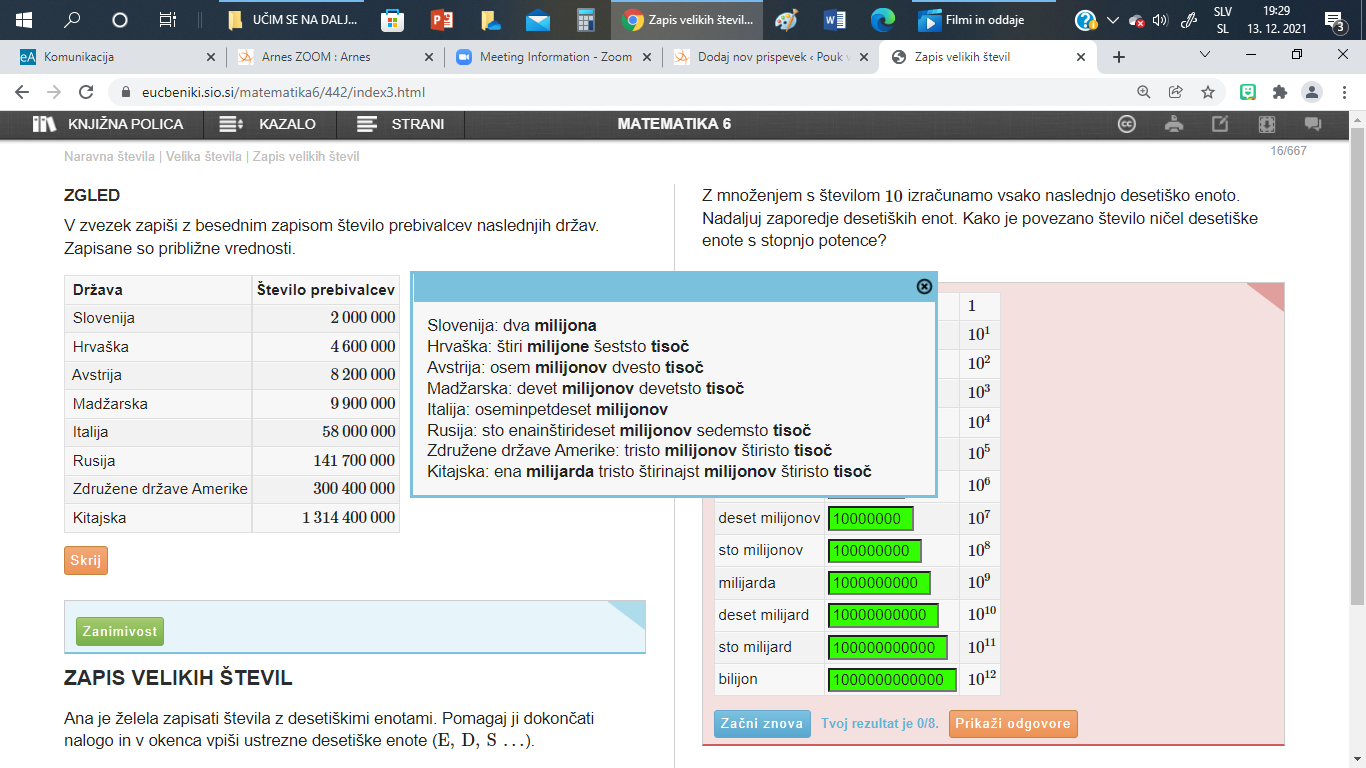 UČIM SE NA DALJ...
Zapis velikih števil...
Filmi in oddaje
SLV
SL
19:29
13. 12. 2021
3
eA Komunikacija
Arnes ZOOM : Arnes
Meeting Information - Zoom
Dodaj nov prispevek ‹ Pouk v
Zapis velikih števil
eucbeniki.sio.si/matematika6/442/index3.html
KNJIŽNA POLICA
KAZALO
STRANI
MATEMATIKA 6
Naravna števila | Velika števila | Zapis velikih števil
16/667
ZGLED
V zvezek zapiši z besednim zapisom število prebivalcev naslednjih držav.
Zapisane so približne vrednosti.
Država Število prebivalcev
Slovenija 2 000 000
Hrvaška 4 600 000
Avstrija 8 200 000
Madžarska 9 900 000
Italija 58 000 000
Rusija 141 700 000
Združene države Amerike 300 400 000
Kitajska 1 314 400 000
Skrij
Zanimivost
ZAPIS VELIKIH ŠTEVIL
Ana je želela zapisati števila z desetiškimi enotami. Pomagaj ji dokončati
nalogo in v okenca vpiši ustrezne desetiške enote (E, D, S …).
Slovenija: dva milijona
Hrvaška: štiri milijone šeststo tisoč
Avstrija: osem milijonov dvesto tisoč
Madžarska: devet milijonov devetsto tisoč
Italija: oseminpetdeset milijonov
Rusija: sto enainštirideset milijonov sedemsto tisoč
Združene države Amerike: tristo milijonov štiristo tisoč
Kitajska: ena milijarda tristo štirinajst milijonov štiristo tisoč
Z množenjem s številom 10 izračunamo vsako naslednjo desetiško enoto.
Nadaljuj zaporedje desetiških enot. Kako je povezano število ničel desetiške
enote s stopnjo potence?
1
10¹
10²
10³
10⁴
10⁵
10⁶
deset milijonov 10000000 10⁷
sto milijonov 100000000 10⁸
milijarda 1000000000 10⁹
deset milijard 10000000000 10¹⁰
sto milijard 100000000000 10¹¹
bilijon 1000000000000 10¹²
Začni znova Tvoj rezultat je 0/8. Prikaži odgovore